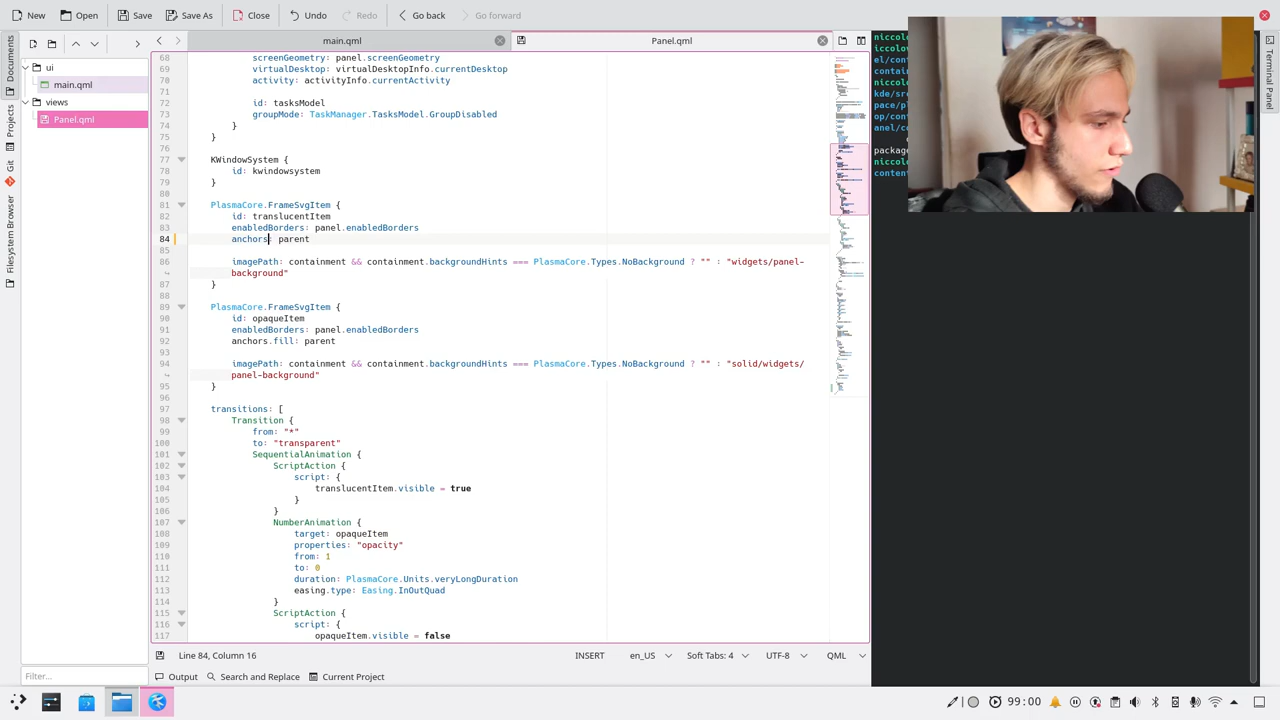 New
Open
Save
Save As
Close
Undo
Redo
Go back
Go forward
Documents
Projects
Git
Filesystem Browser
ui
views
Panel.qml
Panel.qml
68 screenGeometry: panel.screenGeometry
69 virtualDesktop: virtualDesktopInfo.currentDesktop
70 activity: activityInfo.currentActivity
71
72 id: tasksModel
73 groupMode: TaskManager.TasksModel.GroupDisabled
74 }
75 }
76
77 KWindowSystem {
78 id: kwindowsystem
79 }
80
81 PlasmaCore.FrameSvgItem {
82 id: translucentItem
83 enabledBorders: panel.enabledBorders
84 anchors: parent
85
86 imagePath: containment && containment.backgroundHints === PlasmaCore.Types.NoBackground ? "" : "widgets/panel-
background"
87 }
88
89 PlasmaCore.FrameSvgItem {
90 id: opaqueItem
91 enabledBorders: panel.enabledBorders
92 anchors.fill: parent
93
94 imagePath: containment && containment.backgroundHints === PlasmaCore.Types.NoBackground ? "" : "solid/widgets/
panel-background"
95 }
96
97 transitions: [
98 Transition {
99 from: "*"
100 to: "transparent"
101 SequentialAnimation {
102 ScriptAction {
103 script: {
104 translucentItem.visible = true
105 }
106 }
107 NumberAnimation {
108 target: opaqueItem
109 properties: "opacity"
110 from: 1
111 to: 0
112 duration: PlasmaCore.Units.veryLongDuration
113 easing.type: Easing.InOutQuad
114 }
115 ScriptAction {
116 script: {
117 opaqueItem.visible = false
Line 84, Column 16
INSERT
en_US
Soft Tabs: 4
UTF-8
QML
Filter...
Output
Search and Replace
Current Project
99:00